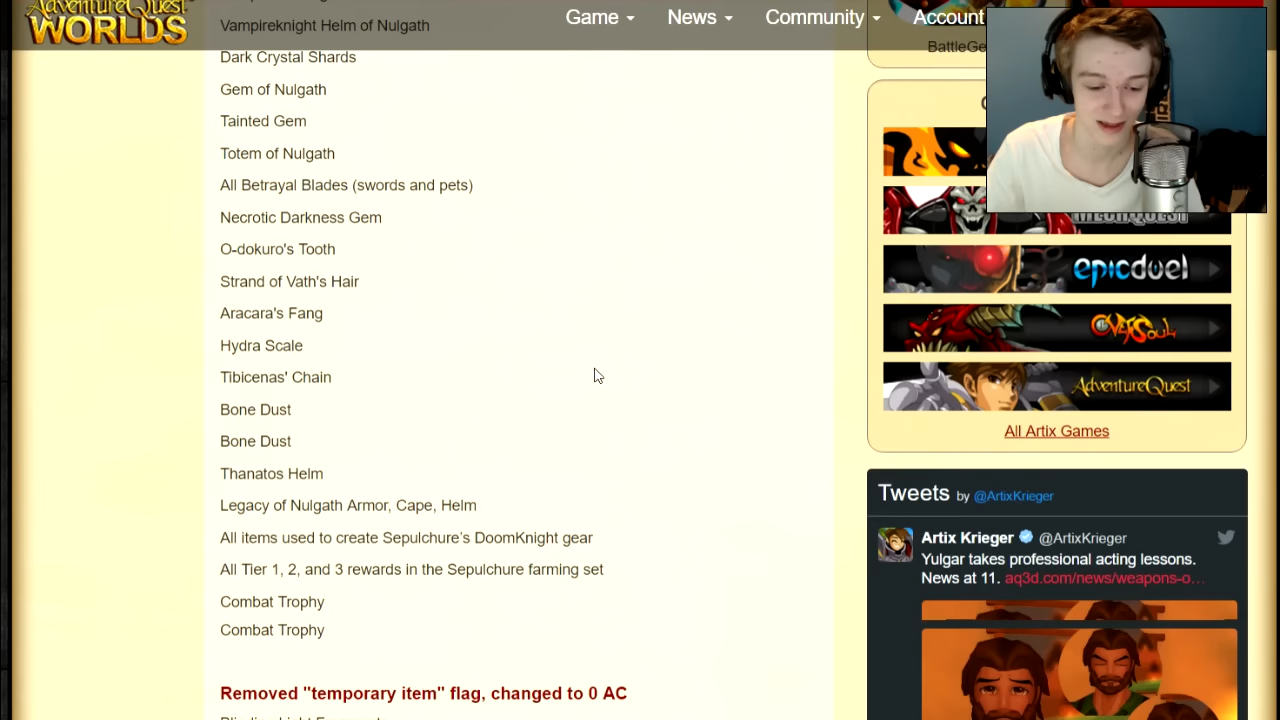 AdventureQuest
WORLDS
Game
News
Community
Account
Vampireknight Helm of Nulgath
Dark Crystal Shards
Gem of Nulgath
Tainted Gem
Totem of Nulgath
All Betrayal Blades (swords and pets)
Necrotic Darkness Gem
O-dokuro's Tooth
Strand of Vath's Hair
Aracara's Fang
Hydra Scale
Tibicenas' Chain
Bone Dust
Bone Dust
Thanatos Helm
Legacy of Nulgath Armor, Cape, Helm
All items used to create Sepulchure's DoomKnight gear
All Tier 1, 2, and 3 rewards in the Sepulchure farming set
Combat Trophy
Combat Trophy
Removed "temporary item" flag, changed to 0 AC
MECHQUEST
epicduel
OVERSOUL
AdventureQuest
All Artix Games
Tweets by @ArtixKrieger
Artix Krieger @ArtixKrieger
Yulgar takes professional acting lessons.
News at 11. aq3d.com/news/weapons-o…